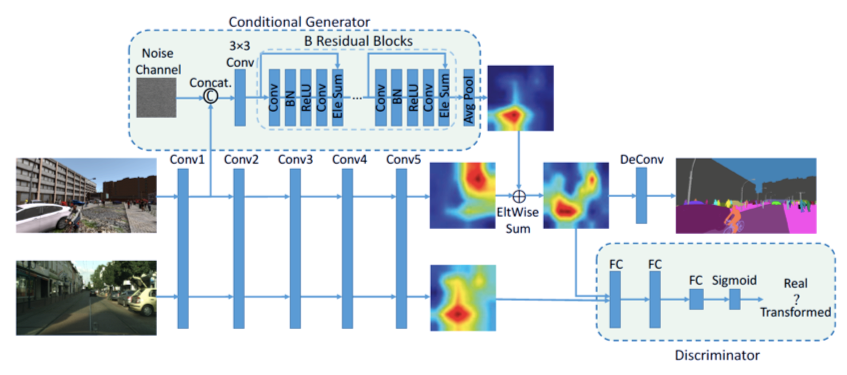 Conditional Generator
B Residual Blocks
Noise
Channel
3×3
Conv
Concat.
C
Conv
BN
ReLU
Conv
Ele Sum
...
Conv
BN
ReLU
Conv
Ele Sum
Avg Pool
Conv1
Conv2
Conv3
Conv4
Conv5
EltWise
Sum
DeConv
FC
FC
FC
Sigmoid
Real
?
Transformed
Discriminator